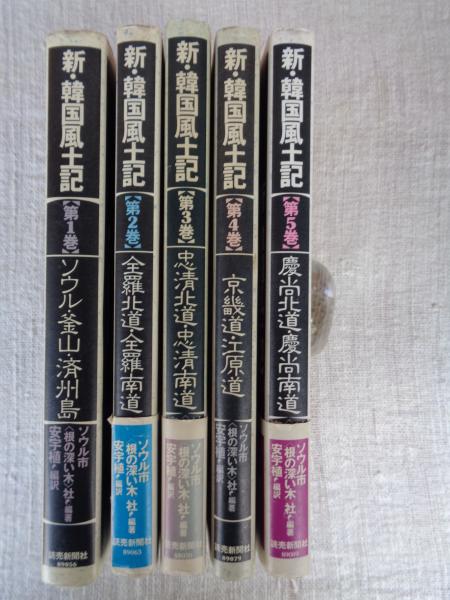 新・韓国風土記
【第1巻】
ソウル・釜山・済州島
ソウル市
〈根の深い木〉社=編著
安宇植=編訳
読売新聞社
89056
新・韓国風土記
【第2巻】
全羅北道・全羅南道
ソウル市
〈根の深い木〉社=編著
安宇植=編訳
読売新聞社
89063
新・韓国風土記
【第3巻】
忠清北道・忠清南道
ソウル市
〈根の深い木〉社=編著
安宇植=編訳
読売新聞社
新・韓国風土記
【第4巻】
京畿道・江原道
ソウル市
〈根の深い木〉社=編著
安宇植=編訳
読売新聞社
89079
新・韓国風土記
【第5巻】
慶尚北道・慶尚南道
ソウル市
〈根の深い木〉社=編著
安宇植=編訳
読売新聞社